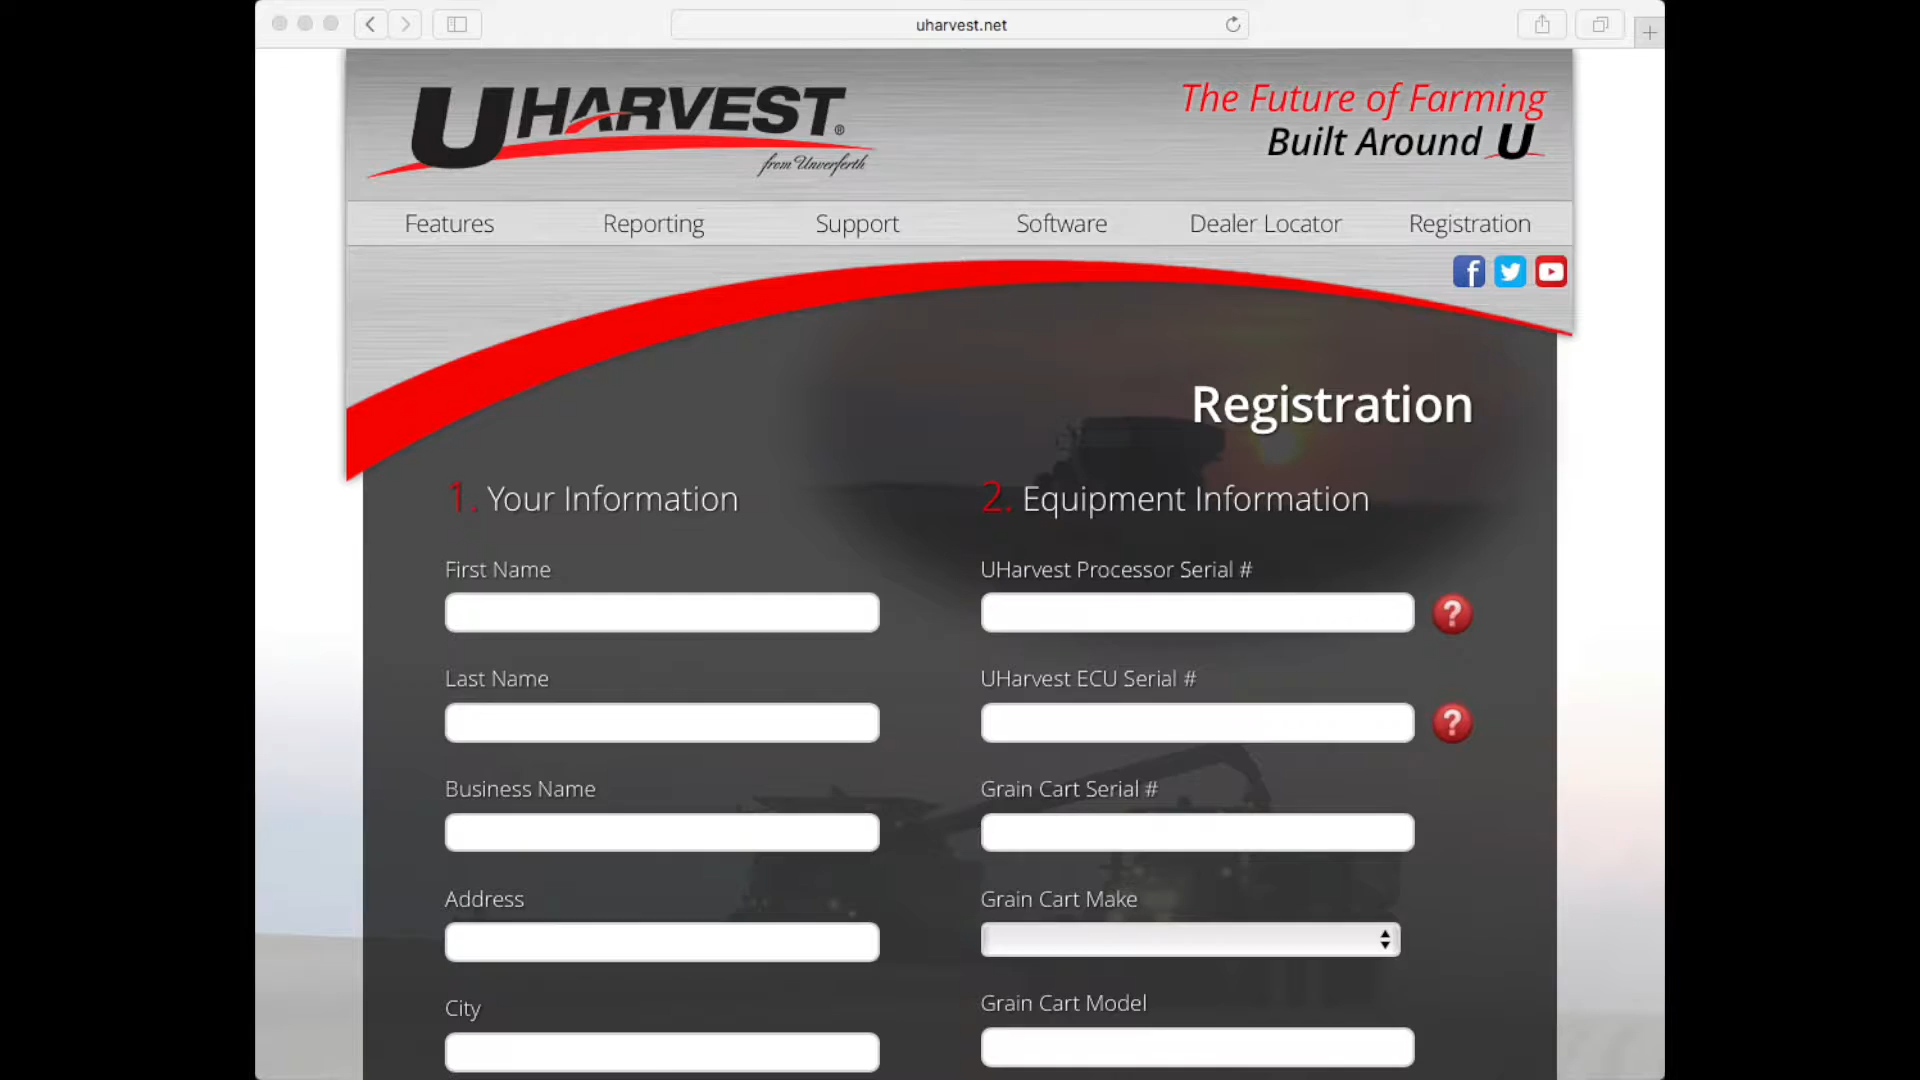 uharvest.net
UHARVEST®
from Unverferth
The Future of Farming
Built Around U
Features Reporting Support Software Dealer Locator Registration
Registration
1. Your Information
First Name
Last Name
Business Name
Address
City
2. Equipment Information
UHarvest Processor Serial #
?
UHarvest ECU Serial #
?
Grain Cart Serial #
Grain Cart Make
Grain Cart Model